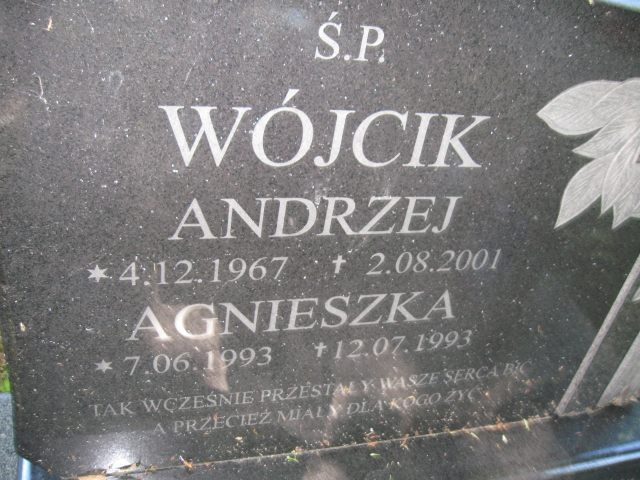 Ś.P.
WÓJCIK
ANDRZEJ
* 4.12.1967 † 2.08.2001
AGNIESZKA
* 7.06.1993 † 12.07.1993
TAK WCZEŚNIE PRZESTAŁY WASZE SERCA BIĆ
A PRZECIEŻ MIAŁY DLA KOGO ŻYĆ